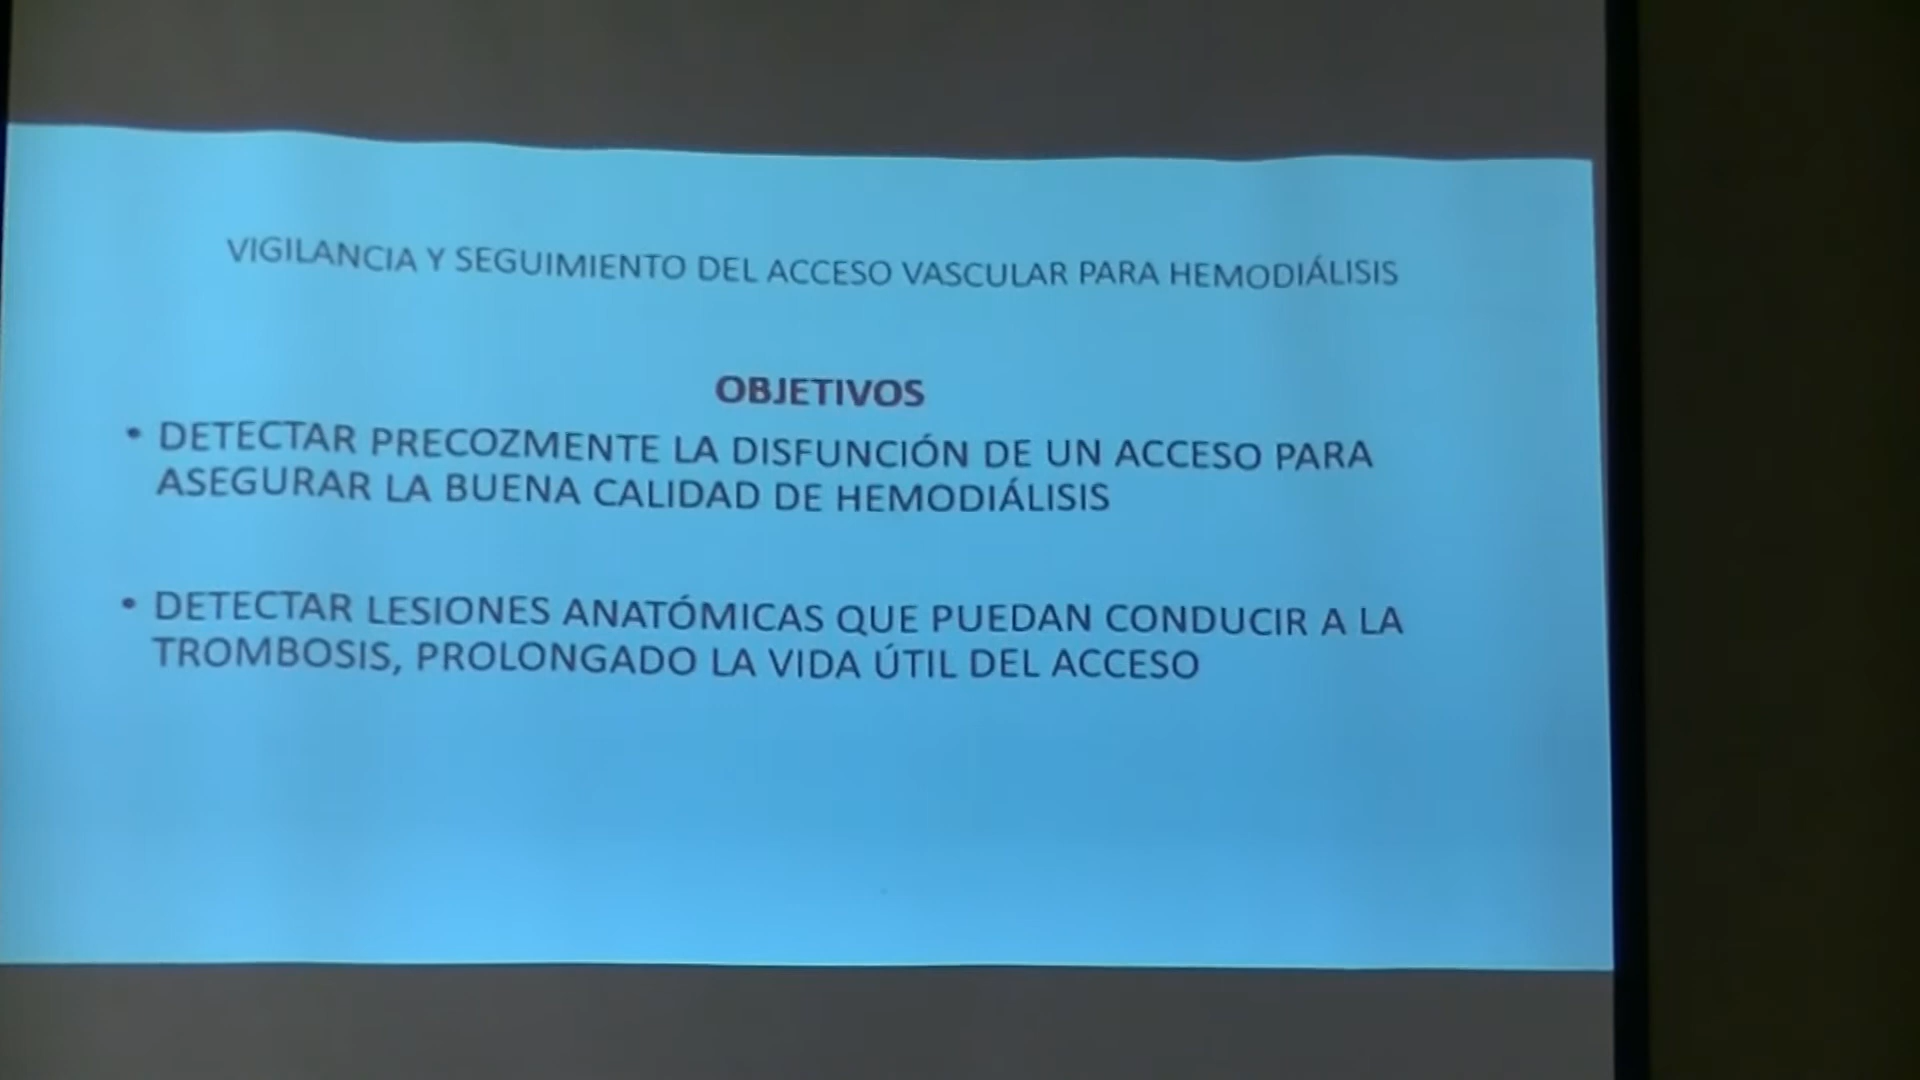 VIGILANCIA Y SEGUIMIENTO DEL ACCESO VASCULAR PARA HEMODIÁLISIS
OBJETIVOS
• DETECTAR PRECOZMENTE LA DISFUNCIÓN DE UN ACCESO PARA
ASEGURAR LA BUENA CALIDAD DE HEMODIÁLISIS
• DETECTAR LESIONES ANATÓMICAS QUE PUEDAN CONDUCIR A LA
TROMBOSIS, PROLONGADO LA VIDA ÚTIL DEL ACCESO